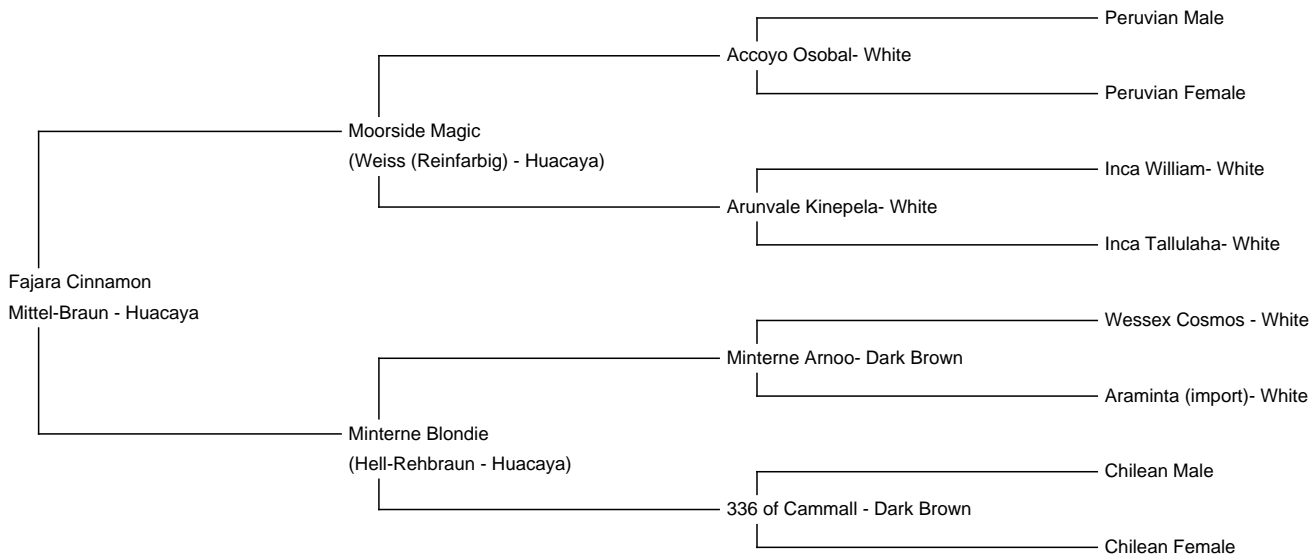 Peruvian Male
Accoyo Osobal- White
Peruvian Female
Moorside Magic
(Weiss (Reinfarbig) - Huacaya)
Inca William- White
Arunvale Kinepela- White
Inca Tallulaha- White
Fajara Cinnamon
Mittel-Braun - Huacaya
Wessex Cosmos - White
Minterne Arnoo- Dark Brown
Araminta (import)- White
Minterne Blondie
(Hell-Rehbraun - Huacaya)
Chilean Male
336 of Cammall - Dark Brown
Chilean Female